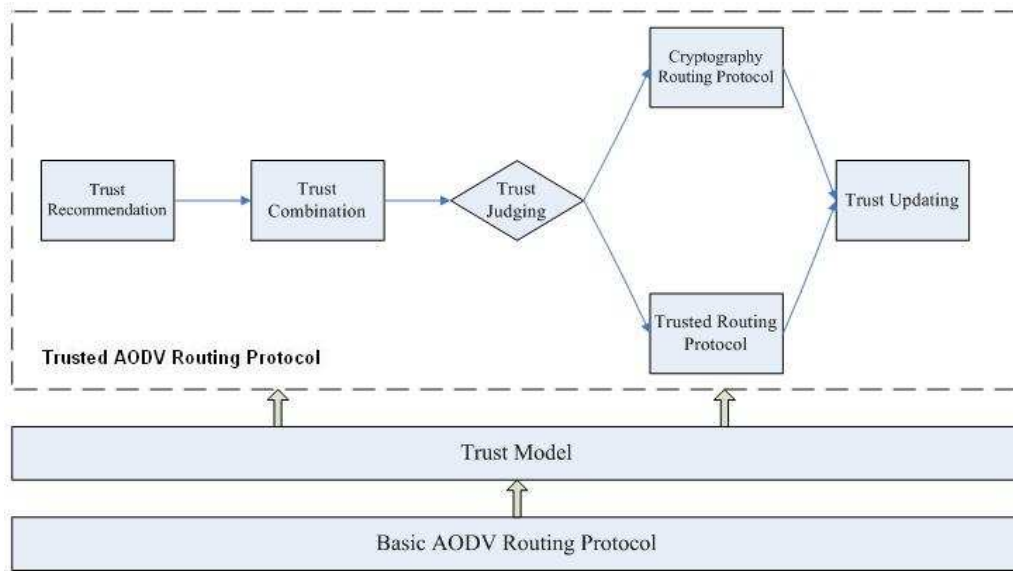 Cryptography
Routing Protocol
Trust
Recommendation
Trust
Combination
Trust
Judging
Trust Updating
Trusted Routing
Protocol
Trusted AODV Routing Protocol
Trust Model
Basic AODV Routing Protocol